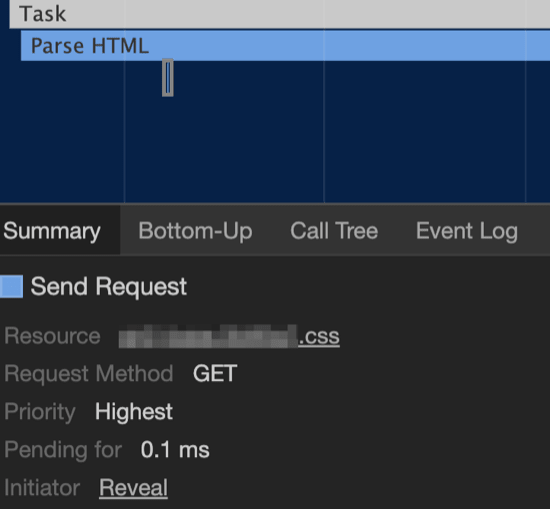 Task
Parse HTML
Summary Bottom-Up Call Tree Event Log
Send Request
Resource .css
Request Method GET
Priority Highest
Pending for 0.1 ms
Initiator Reveal